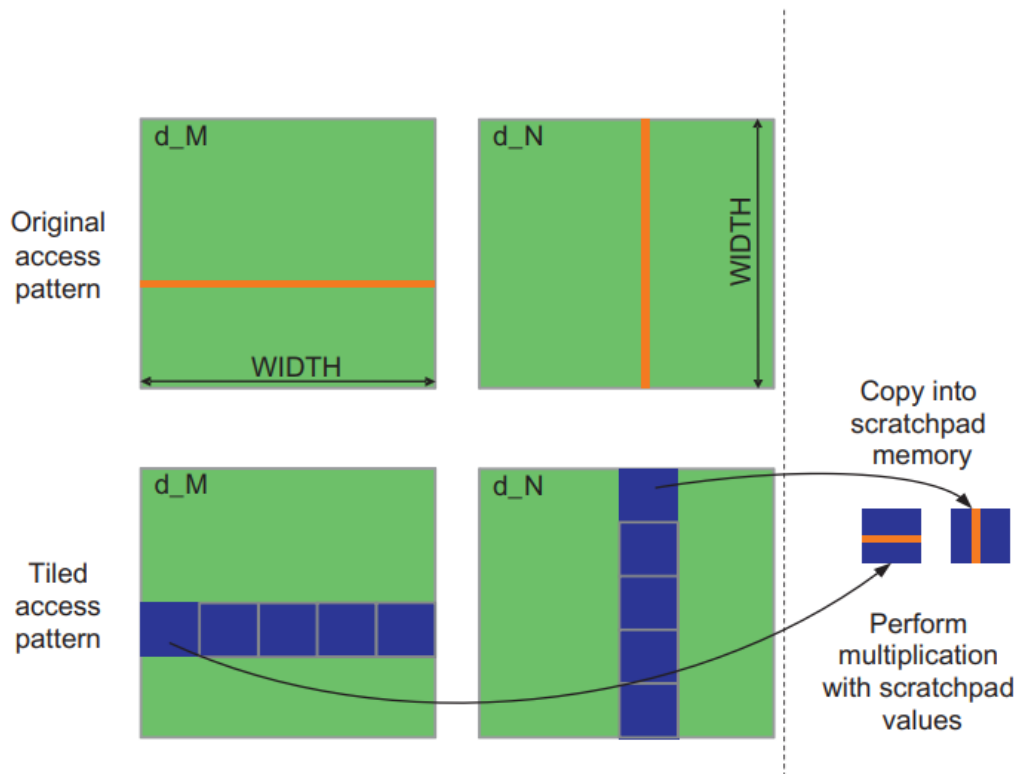 d_M
d_N
Original
access
pattern
WIDTH
WIDTH
Copy into
scratchpad
memory
d_M
d_N
Tiled
access
pattern
Perform
multiplication
with scratchpad
values